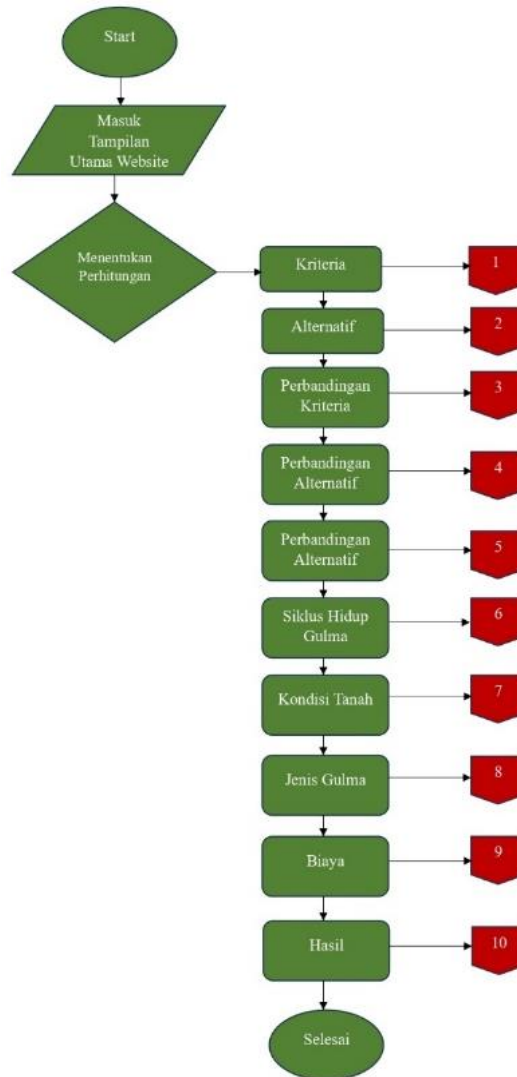 Start
Masuk
Tampilan
Utama Website
Menentukan
Perhitungan
Kriteria
1
Alternatif
2
Perbandingan
Kriteria
3
Perbandingan
Alternatif
4
Perbandingan
Alternatif
5
Siklus Hidup
Gulma
6
Kondisi Tanah
7
Jenis Gulma
8
Biaya
9
Hasil
10
Selesai